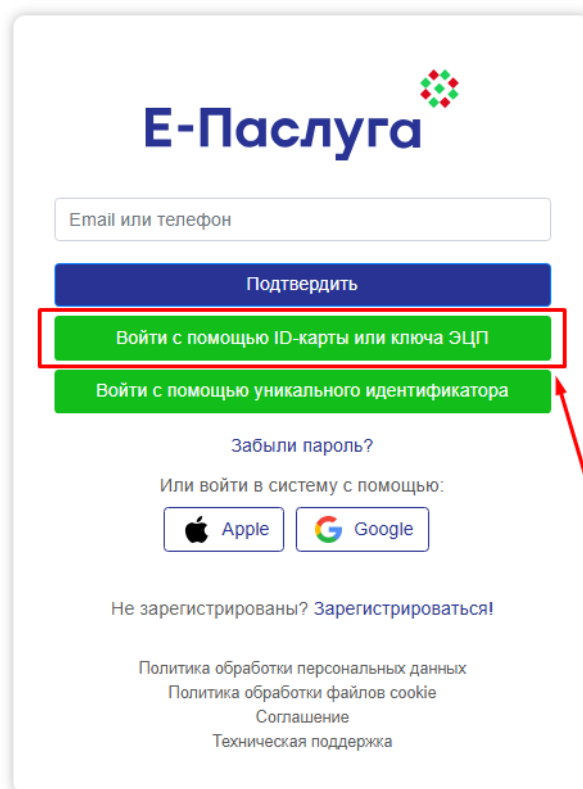 Е-Паслуга
Email или телефон
Подтвердить
Войти с помощью ID-карты или ключа ЭЦП
Войти с помощью уникального идентификатора
Забыли пароль?
Или войти в систему с помощью:
Apple Google
Не зарегистрированы? Зарегистрироваться!
Политика обработки персональных данных
Политика обработки файлов cookie
Соглашение
Техническая поддержка